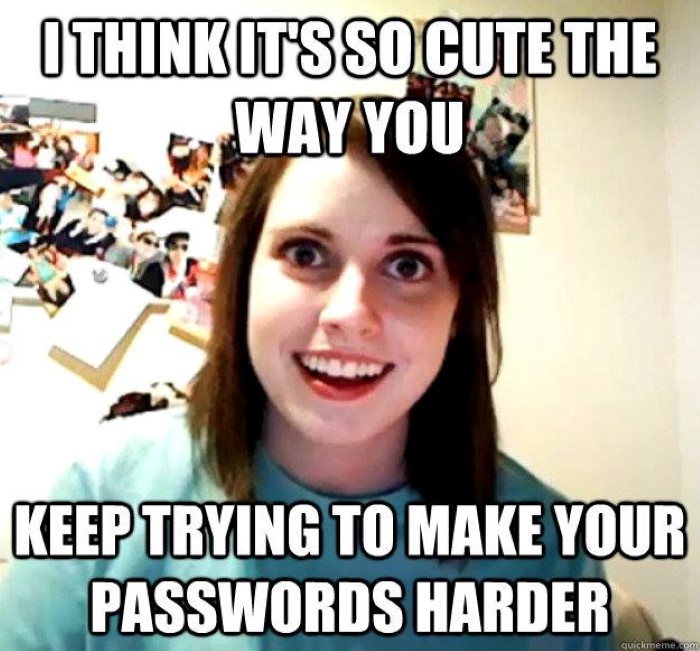 I THINK IT'S SO CUTE THE
WAY YOU
KEEP TRYING TO MAKE YOUR
PASSWORDS HARDER
quickmeme.com